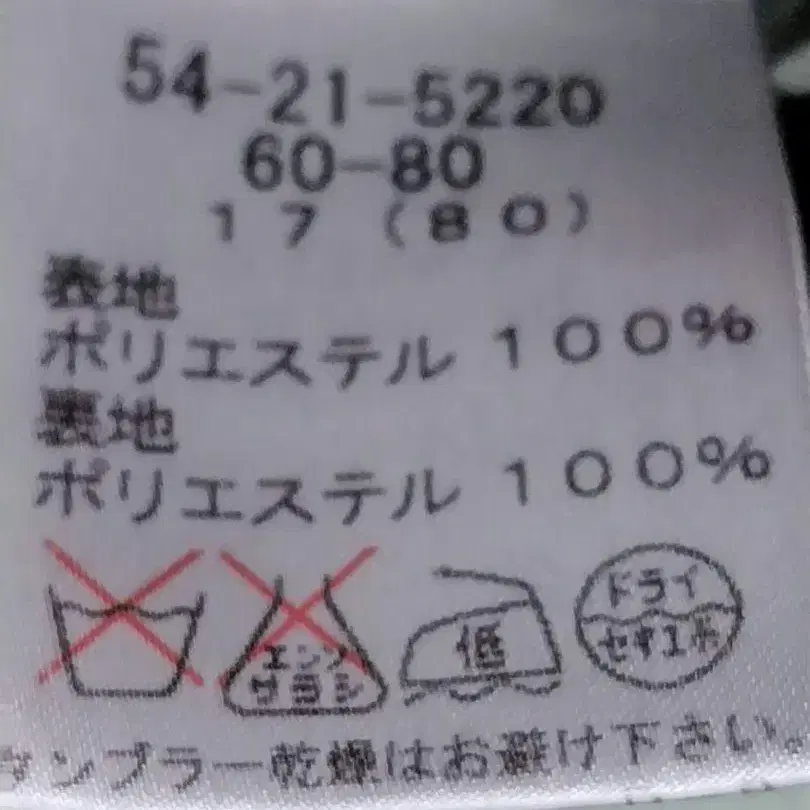 54-21-5220
60-80
17 (80)
表地
ポリエステル 100%
裏地
ポリエステル 100%
エンソ
サラシ
低
ドライ
セキユ系
タンブラー乾燥はお避け下さい。